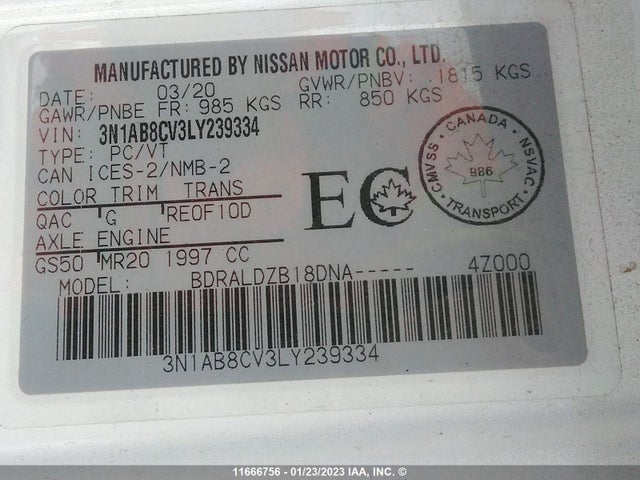 MANUFACTURED BY NISSAN MOTOR CO., LTD.
DATE: 03/20 GVWR/PNBV: 1815 KGS
GAWR/PNBE FR: 985 KGS RR: 850 KGS
VIN: 3N1AB8CV3LY239334
TYPE: PC/VT
CAN ICES-2/NMB-2
COLOR TRIM TRANS
QAC G RE0F10D
AXLE ENGINE
GS50 MR20 1997 CC
EC
CANADA
CMVSS NSVAC
986
TRANSPORT
MODEL: BDRALDZB18DNA----- 4Z000
3N1AB8CV3LY239334
11666756 - 01/23/2023 IAA, INC. ©